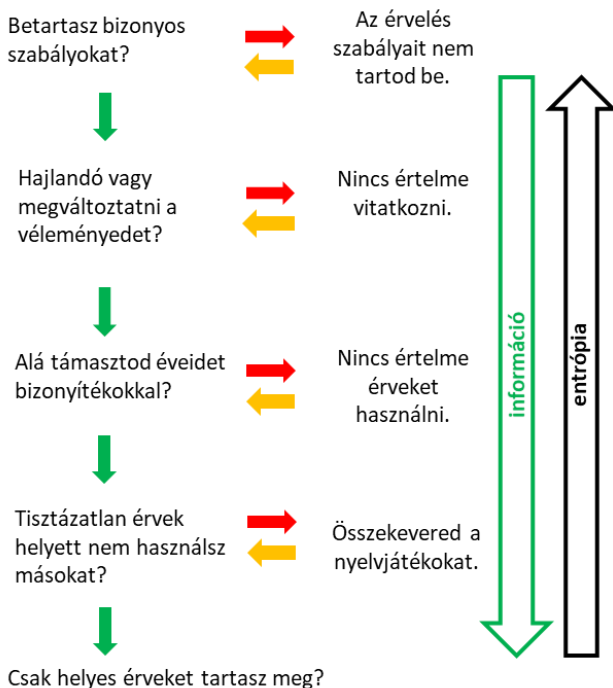 Betartasz bizonyos
szabályokat?
Az érvelés
szabályait nem
tartod be.
Hajlandó vagy
megváltoztatni a
véleményedet?
Nincs értelme
vitatkozni.
Alá támasztod éveidet
bizonyítékokkal?
Nincs értelme
érveket
használni.
Tisztázatlan érvek
helyett nem használsz
másokat?
Összekevered a
nyelvjátékokat.
Csak helyes érveket tartasz meg?
információ
entrópia